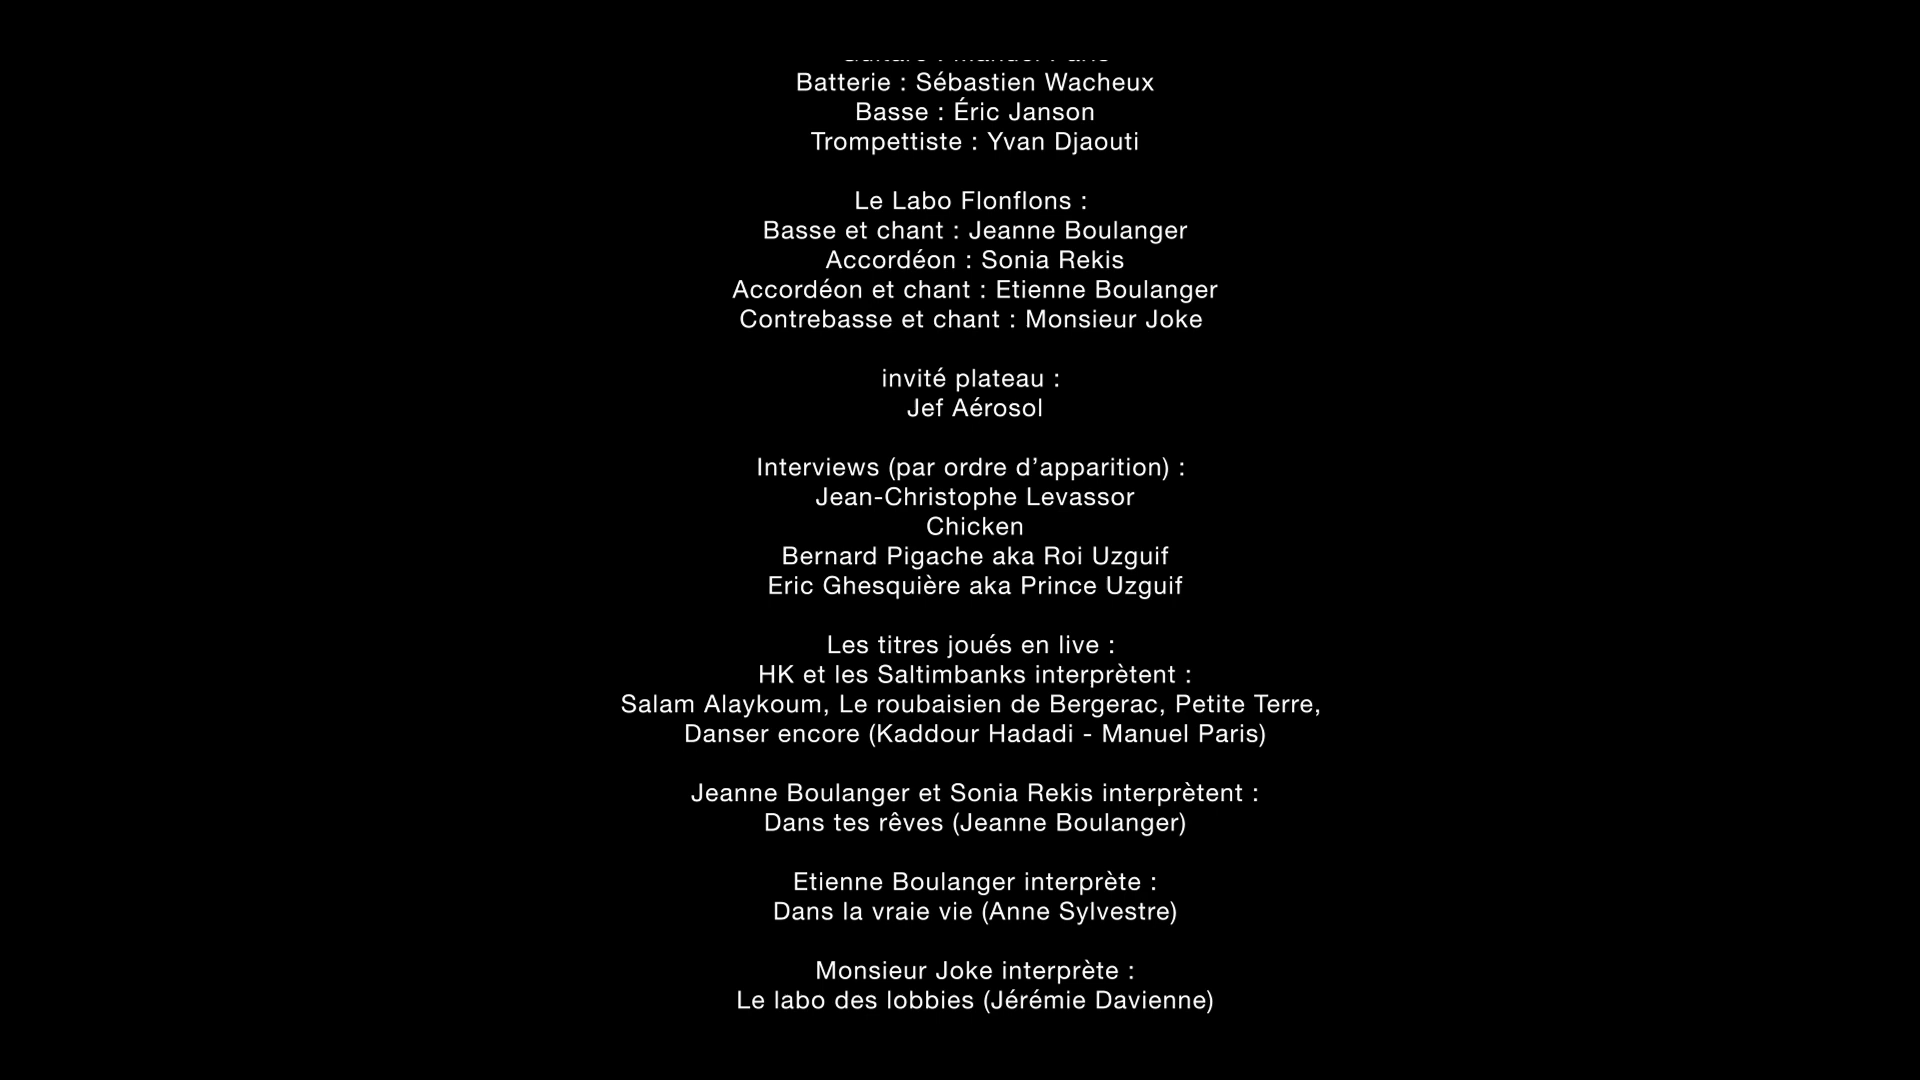 Batterie : Sébastien Wacheux
Basse : Éric Janson
Trompettiste : Yvan Djaouti
Le Labo Flonflons :
Basse et chant : Jeanne Boulanger
Accordéon : Sonia Rekis
Accordéon et chant : Etienne Boulanger
Contrebasse et chant : Monsieur Joke
invité plateau :
Jef Aérosol
Interviews (par ordre d’apparition) :
Jean-Christophe Levassor
Chicken
Bernard Pigache aka Roi Uzguif
Eric Ghesquière aka Prince Uzguif
Les titres joués en live :
HK et les Saltimbanks interprètent :
Salam Alaykoum, Le roubaisien de Bergerac, Petite Terre,
Danser encore (Kaddour Hadadi - Manuel Paris)
Jeanne Boulanger et Sonia Rekis interprètent :
Dans tes rêves (Jeanne Boulanger)
Etienne Boulanger interprète :
Dans la vraie vie (Anne Sylvestre)
Monsieur Joke interprète :
Le labo des lobbies (Jérémie Davienne)